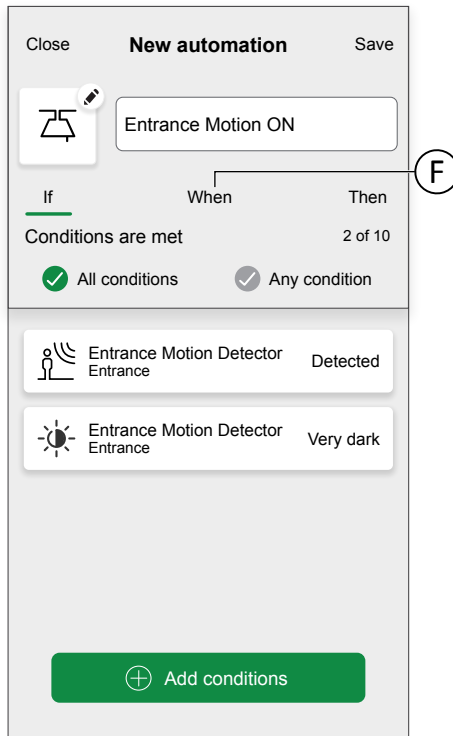 Close New automation Save
Entrance Motion ON
F
If When Then
Conditions are met 2 of 10
All conditions Any condition
Entrance Motion Detector Detected
Entrance
Entrance Motion Detector Very dark
Entrance
Add conditions